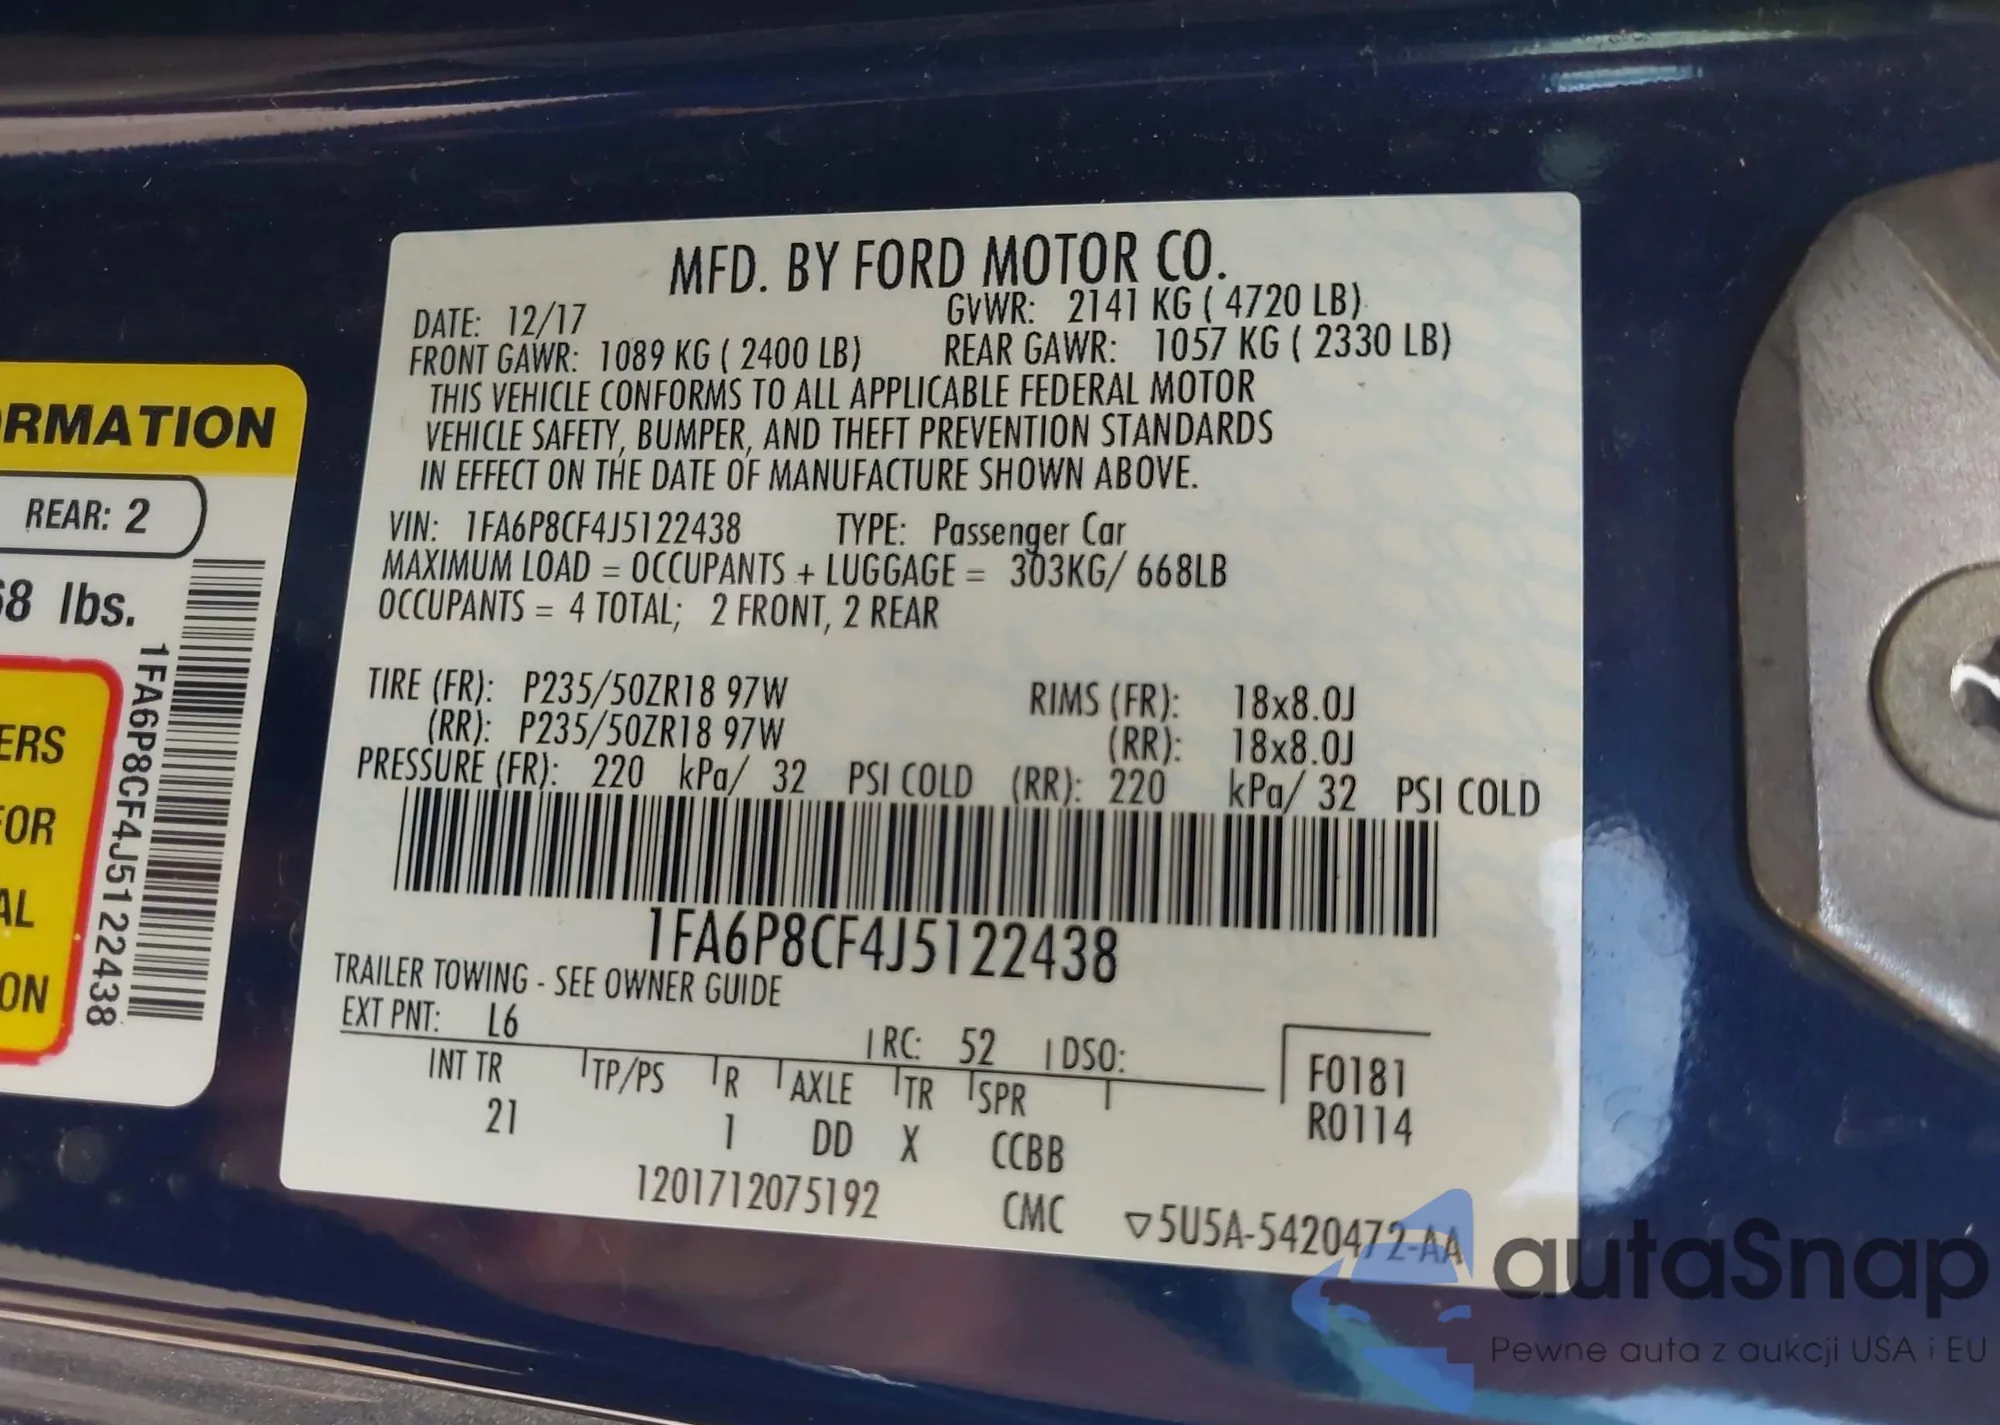 MFD. BY FORD MOTOR CO.
DATE: 12/17 GVWR: 2141 KG ( 4720 LB)
FRONT GAWR: 1089 KG ( 2400 LB) REAR GAWR: 1057 KG ( 2330 LB)
THIS VEHICLE CONFORMS TO ALL APPLICABLE FEDERAL MOTOR
VEHICLE SAFETY, BUMPER, AND THEFT PREVENTION STANDARDS
IN EFFECT ON THE DATE OF MANUFACTURE SHOWN ABOVE.
VIN: 1FA6P8CF4J5122438 TYPE: Passenger Car
MAXIMUM LOAD = OCCUPANTS + LUGGAGE = 303KG/ 668LB
OCCUPANTS = 4 TOTAL; 2 FRONT, 2 REAR
TIRE (FR): P235/50ZR18 97W RIMS (FR): 18x8.0J
(RR): P235/50ZR18 97W (RR): 18x8.0J
PRESSURE (FR): 220 kPa/ 32 PSI COLD (RR): 220 kPa/ 32 PSI COLD
1FA6P8CF4J5122438
TRAILER TOWING - SEE OWNER GUIDE
EXT PNT: L6 RC: 52 DSO:
INT TR TP/PS R AXLE TR SPR
21 1 DD X CCBB
F0181
R0114
1201712075192 CMC ▽5U5A-5420472-AA
RMATION
REAR: 2
68 lbs.
1FA6P8CF4J5122438
ERS
FOR
AL
ON
autaSnap
Pewne auta z aukcji USA i EU